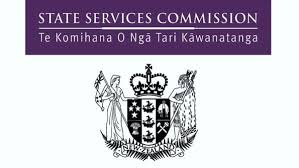 STATE SERVICES COMMISSION
Te Komihana O Ngā Tari Kāwanatanga